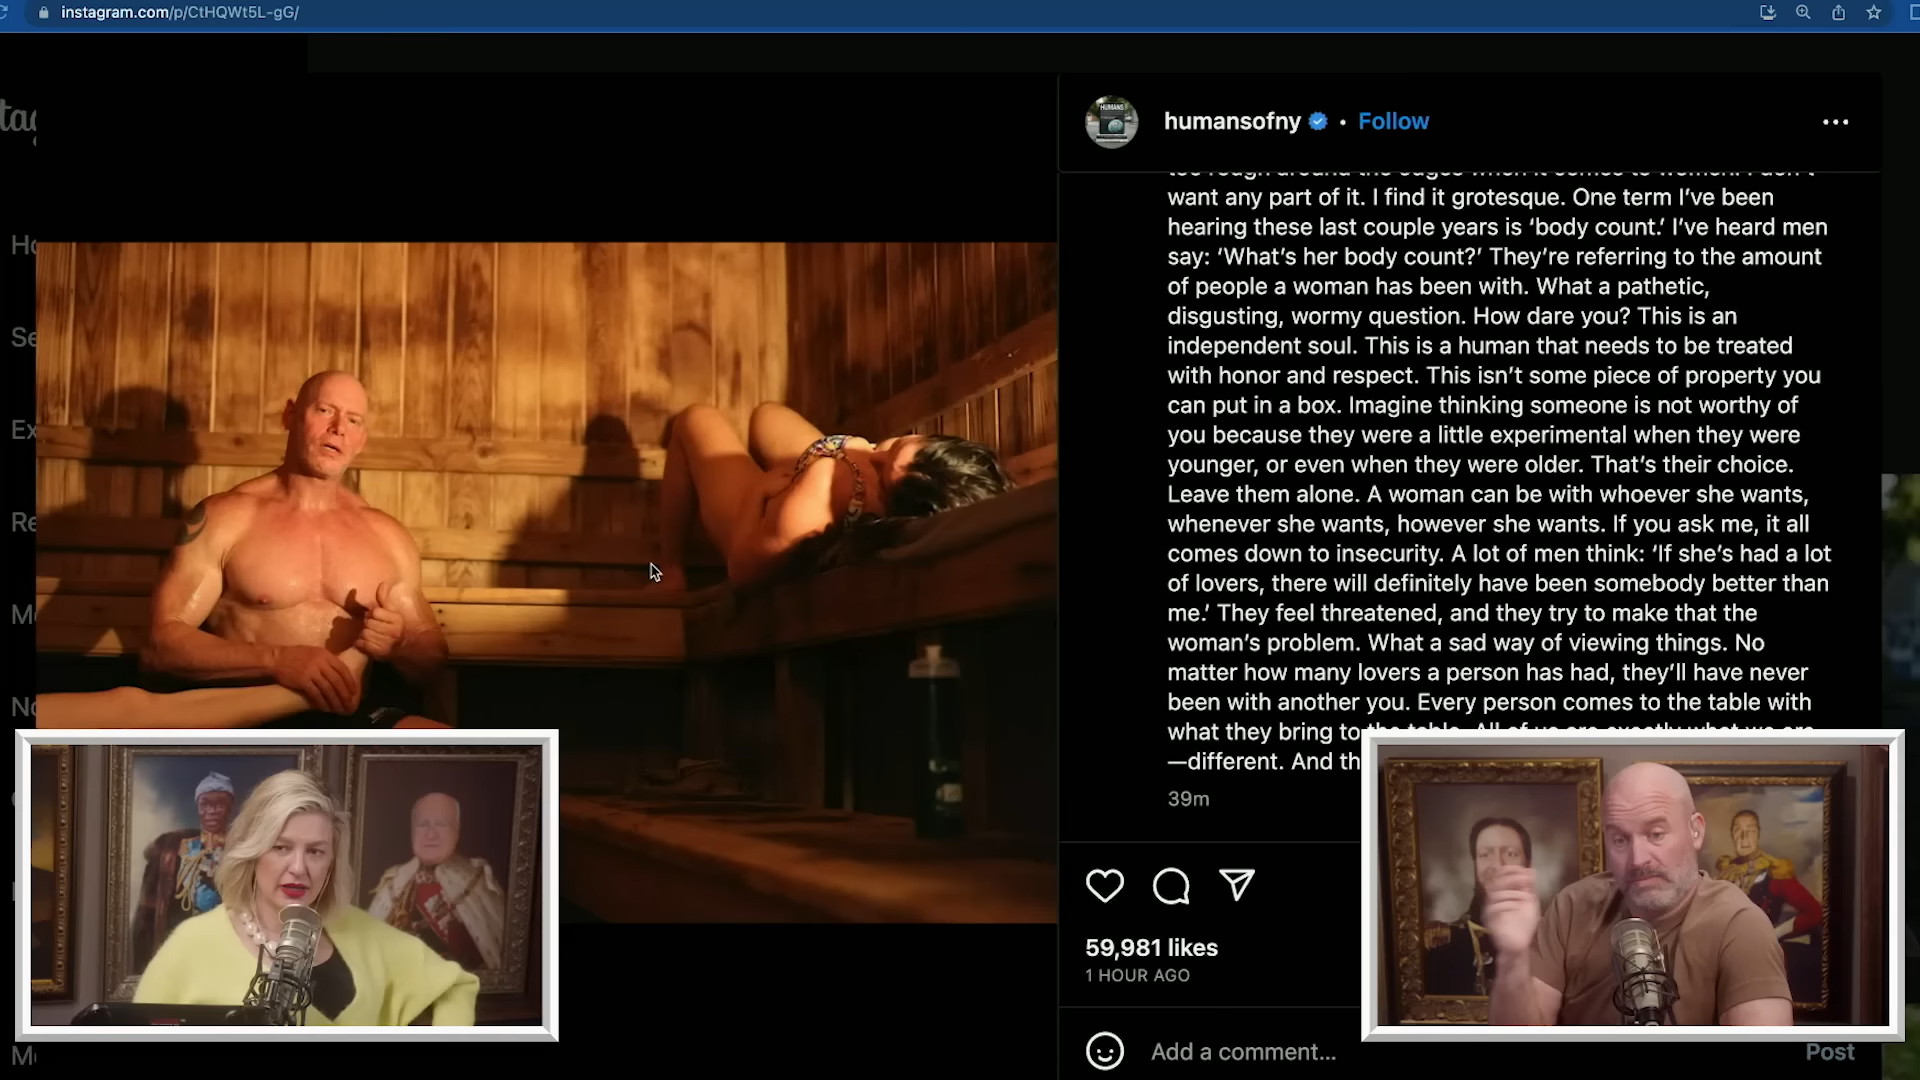 instagram.com/p/CtHQWt5L-gG/
humansofny • Follow
want any part of it. I find it grotesque. One term I’ve been
hearing these last couple years is ‘body count.’ I’ve heard men
say: ‘What’s her body count?’ They’re referring to the amount
of people a woman has been with. What a pathetic,
disgusting, wormy question. How dare you? This is an
independent soul. This is a human that needs to be treated
with honor and respect. This isn’t some piece of property you
can put in a box. Imagine thinking someone is not worthy of
you because they were a little experimental when they were
younger, or even when they were older. That’s their choice.
Leave them alone. A woman can be with whoever she wants,
whenever she wants, however she wants. If you ask me, it all
comes down to insecurity. A lot of men think: ‘If she’s had a lot
of lovers, there will definitely have been somebody better than
me.’ They feel threatened, and they try to make that the
woman’s problem. What a sad way of viewing things. No
matter how many lovers a person has had, they’ll have never
been with another you. Every person comes to the table with
what they bring to
—different. And th
39m
59,981 likes
1 HOUR AGO
Add a comment...
Post